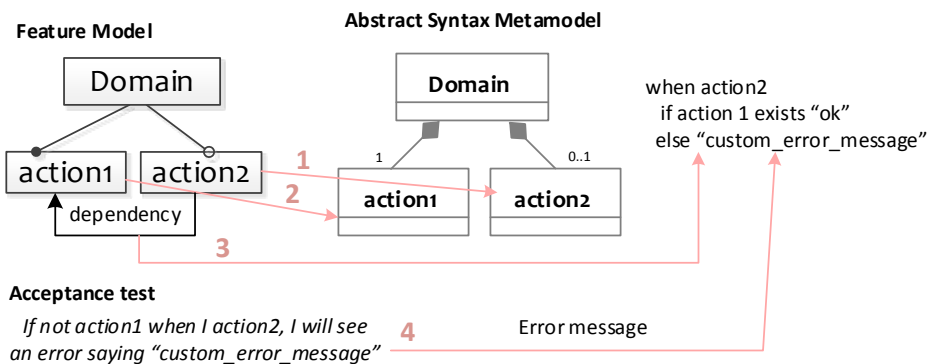 Feature Model
Domain
action1
action2
dependency
Abstract Syntax Metamodel
Domain
1
0..1
action1
action2
1
2
3
when action2
if action 1 exists “ok”
else “custom_error_message”
Acceptance test
If not action1 when I action2, I will see
an error saying “custom_error_message”
4
Error message